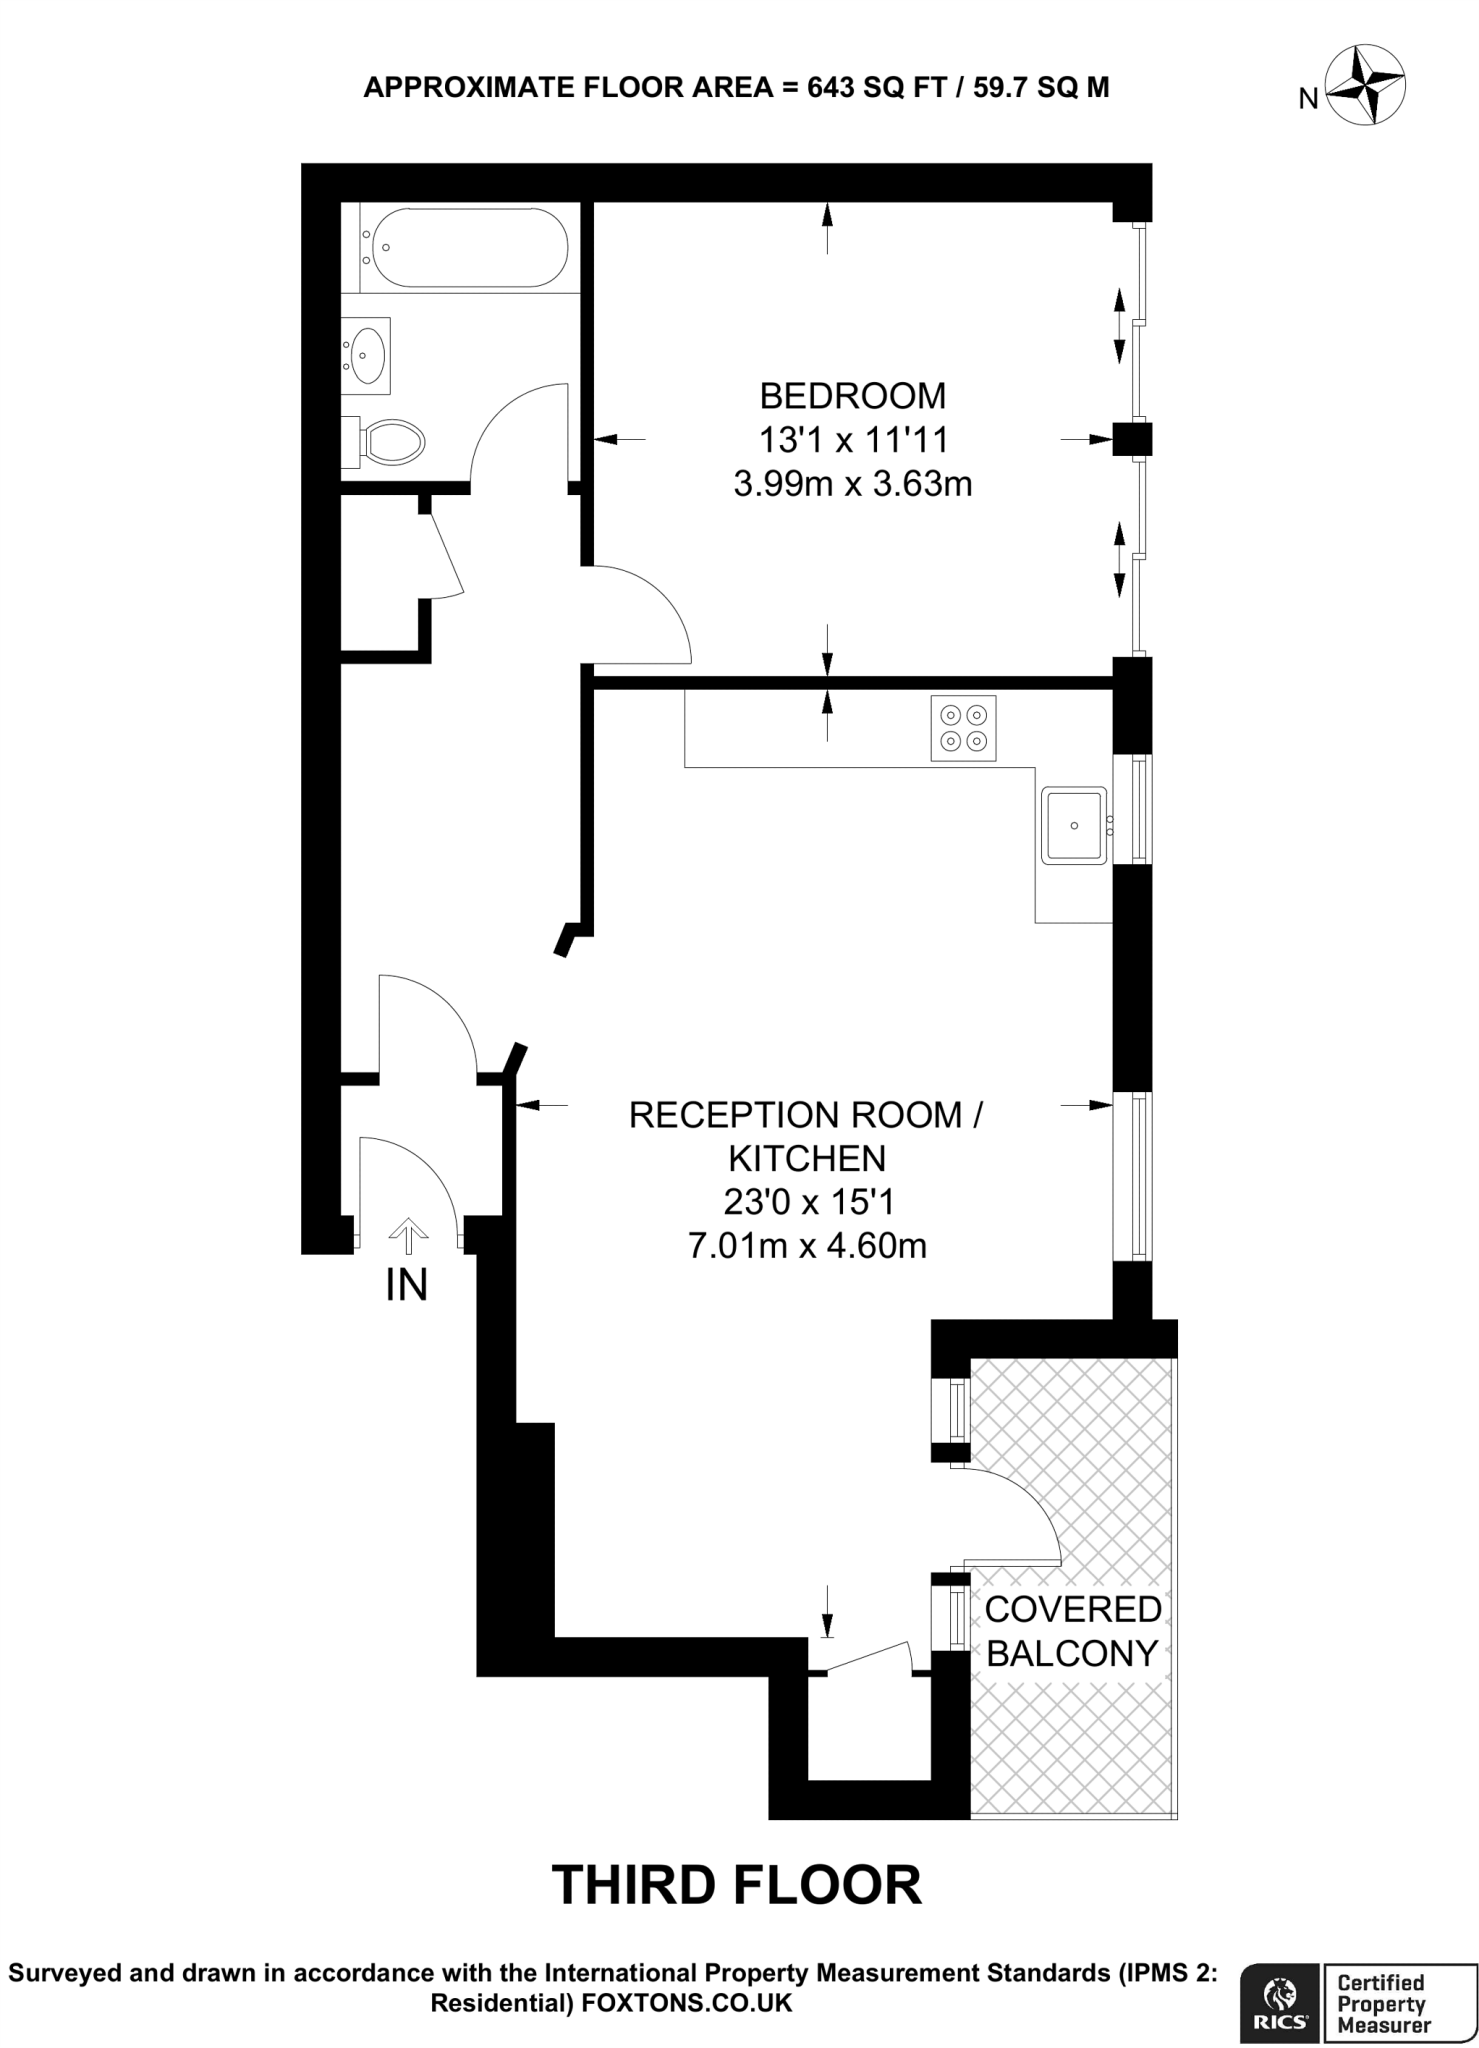 APPROXIMATE FLOOR AREA = 643 SQ FT / 59.7 SQ M
N
BEDROOM
13'1 x 11'11
3.99m x 3.63m
RECEPTION ROOM /
KITCHEN
23'0 x 15'1
7.01m x 4.60m
IN
COVERED
BALCONY
THIRD FLOOR
Surveyed and drawn in accordance with the International Property Measurement Standards (IPMS 2:
Residential) FOXTONS.CO.UK
RICS
Certified
Property
Measurer